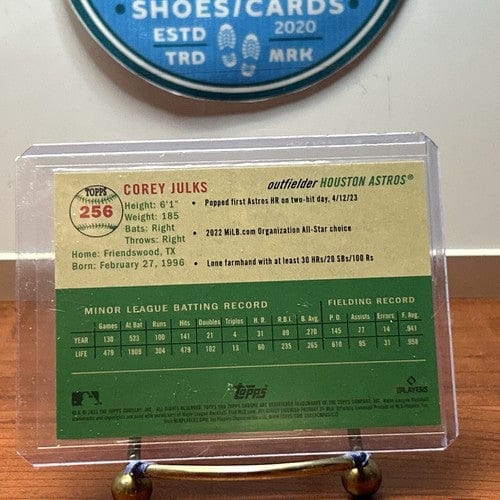 SHOES/CARDS
ESTD 2020
TRD MRK
TOPPS
256
COREY JULKS
outfielder HOUSTON ASTROS®
Height: 6'1"
Weight: 185
Bats: Right
Throws: Right
Home: Friendswood, TX
Born: February 27, 1996
• Popped first Astros HR on two-hit day, 4/12/23
• 2022 MiLB.com Organization All-Star choice
• Lone farmhand with at least 30 HRs/20 SBs/100 Rs
MINOR LEAGUE BATTING RECORD FIELDING RECORD
Games At Bat Runs Hits Doubles Triples H. R. R.B.I. B. Avg. P. O. Assists Errors F. Avg.
YEAR 130 523 100 141 21 4 31 89 .270 145 77 14 .941
LIFE 479 1809 304 479 102 13 60 235 .265 610 95 31 .958
Topps
PLAYERS